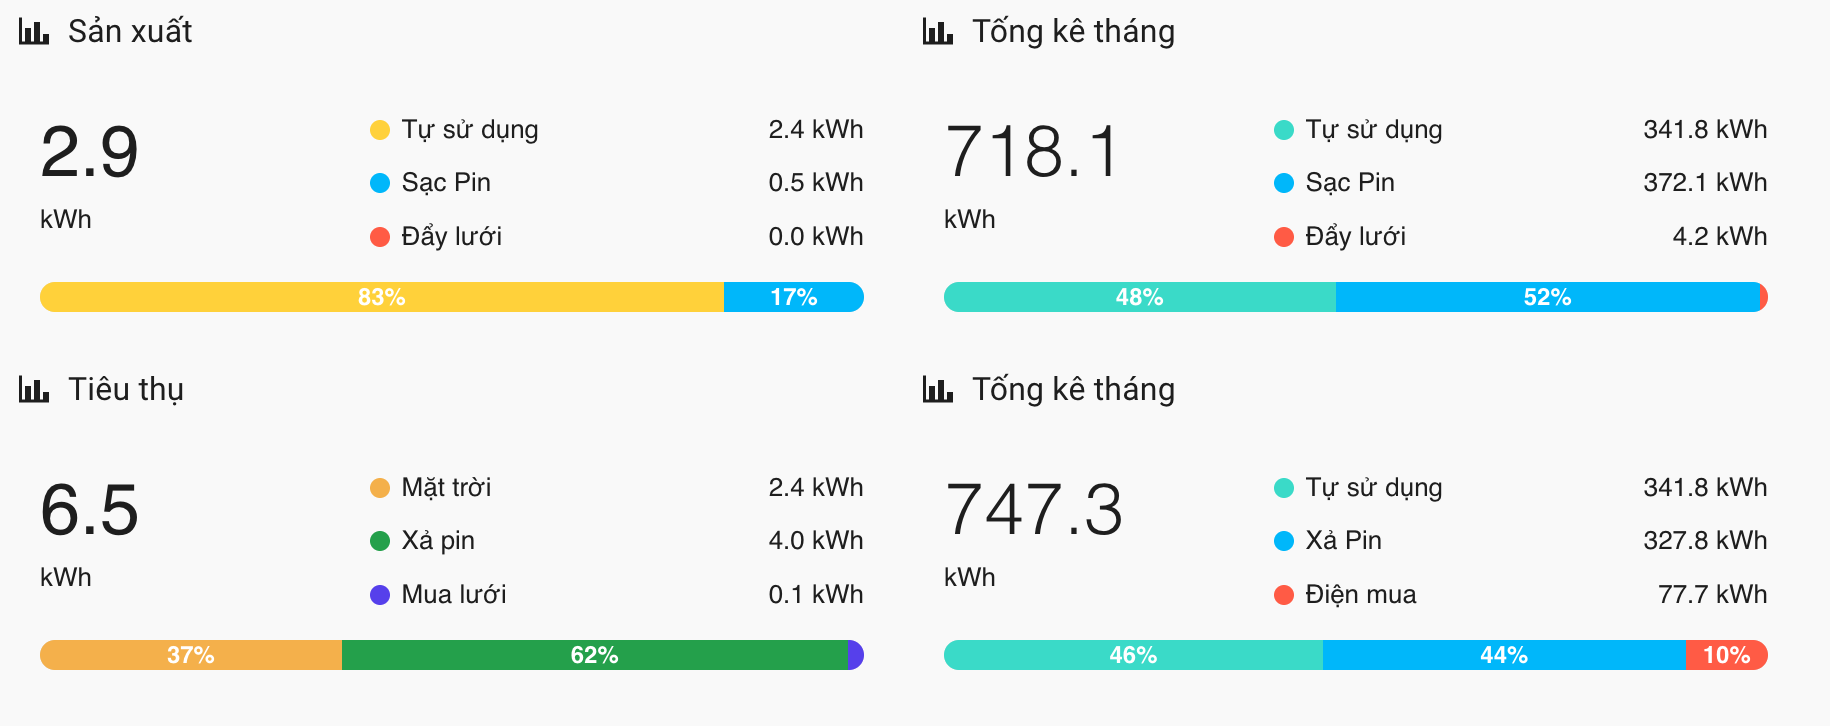 Sản xuất
2.9
kWh
Tự sử dụng 2.4 kWh
Sạc Pin 0.5 kWh
Đẩy lưới 0.0 kWh
83% 17%
Tổng kê tháng
718.1
kWh
Tự sử dụng 341.8 kWh
Sạc Pin 372.1 kWh
Đẩy lưới 4.2 kWh
48% 52%
Tiêu thụ
6.5
kWh
Mặt trời 2.4 kWh
Xả pin 4.0 kWh
Mua lưới 0.1 kWh
37% 62%
Tổng kê tháng
747.3
kWh
Tự sử dụng 341.8 kWh
Xả Pin 327.8 kWh
Điện mua 77.7 kWh
46% 44% 10%